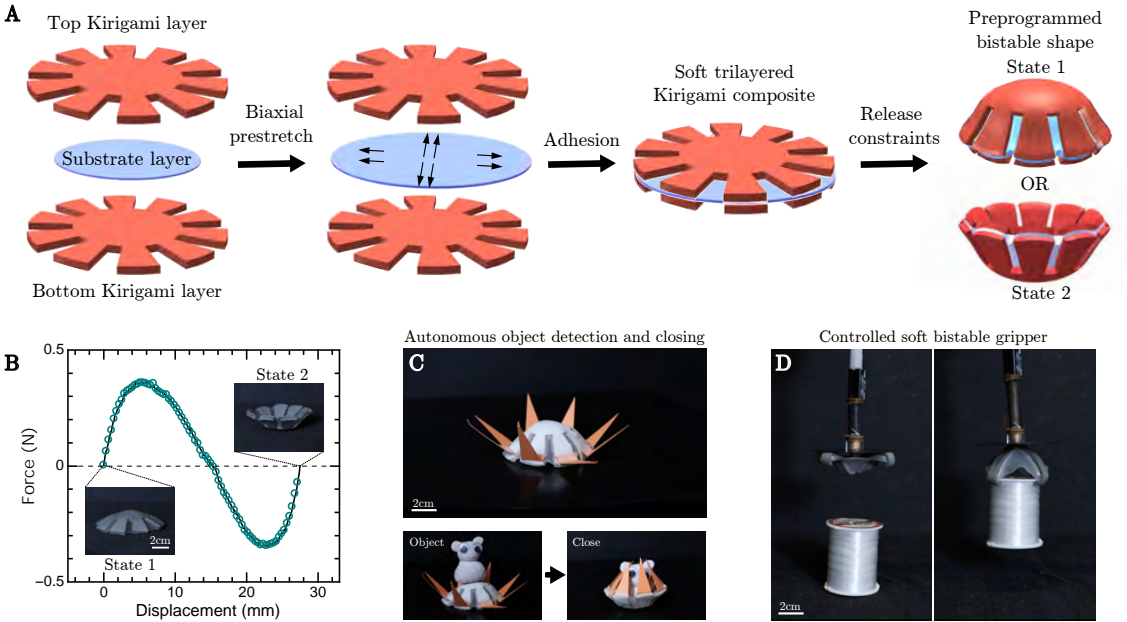 A
Top Kirigami layer
Substrate layer
Bottom Kirigami layer
Biaxial
prestretch
Adhesion
Soft trilayered
Kirigami composite
Release
constraints
Preprogrammed
bistable shape
State 1
OR
State 2
B
0.5
0
−0.5
Force (N)
0
10
20
30
Displacement (mm)
State 2
2cm
State 1
Autonomous object detection and closing
C
2cm
Object
Close
Controlled soft bistable gripper
D
2cm